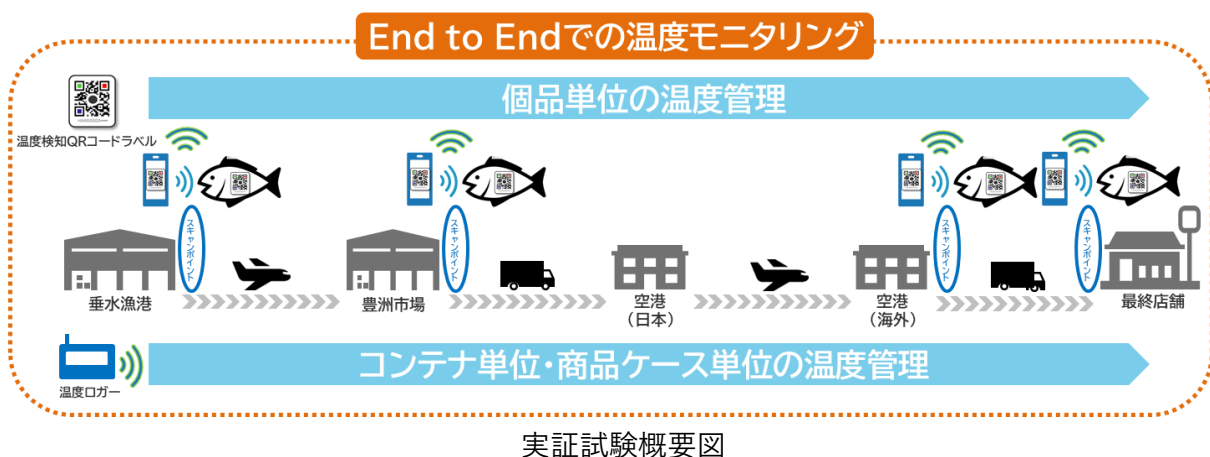 End to Endでの温度モニタリング
個品単位の温度管理
温度検知QRコードラベル
スキャンポイント
スキャンポイント
スキャンポイント
スキャンポイント
垂水漁港
豊洲市場
空港
（日本）
空港
（海外）
最終店舗
コンテナ単位・商品ケース単位の温度管理
温度ロガー
実証試験概要図